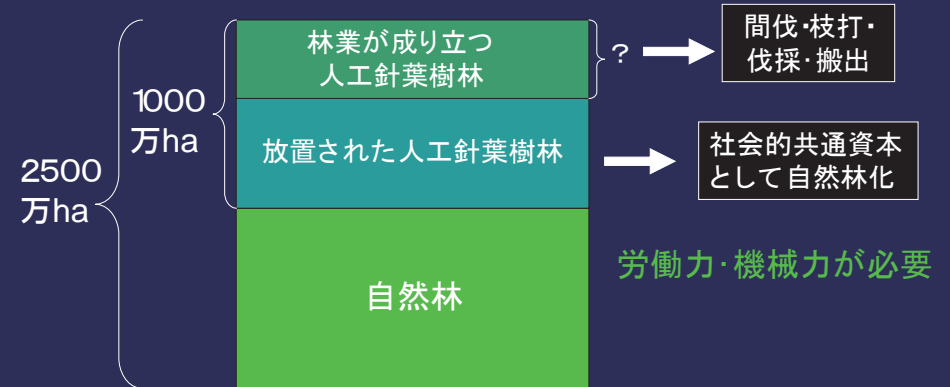 2500
万ha
1000
万ha
林業が成り立つ
人工針葉樹林
?
間伐・枝打・
伐採・搬出
放置された人工針葉樹林
社会的共通資本
として自然林化
自然林
労働力・機械力が必要